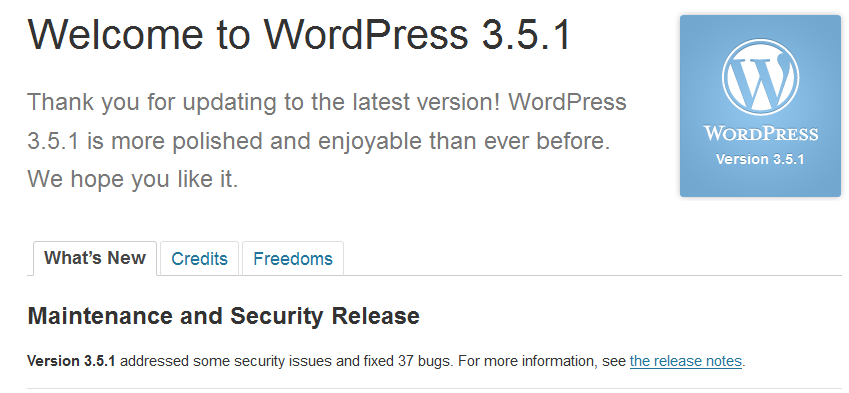 Welcome to WordPress 3.5.1
Thank you for updating to the latest version! WordPress
3.5.1 is more polished and enjoyable than ever before.
We hope you like it.
WORDPRESS
Version 3.5.1
What’s New
Credits
Freedoms
Maintenance and Security Release
Version 3.5.1 addressed some security issues and fixed 37 bugs. For more information, see the release notes.